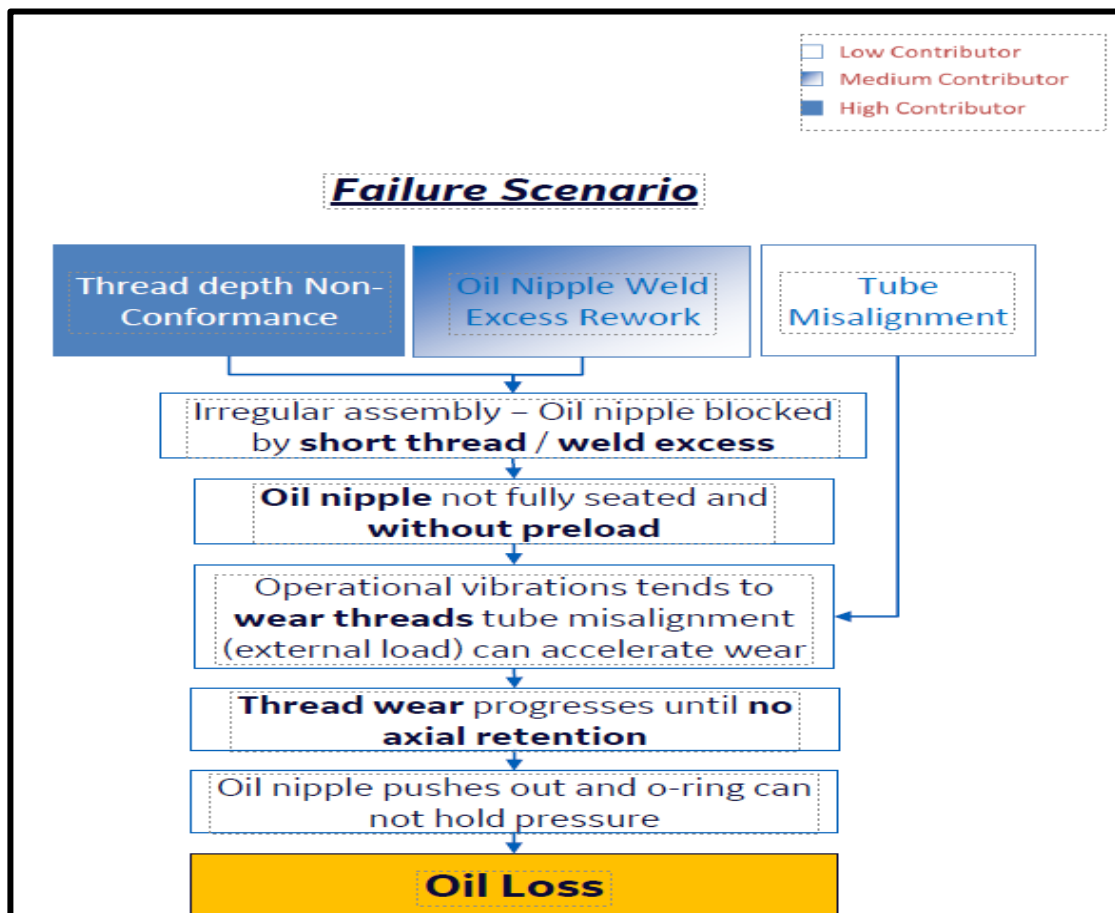 Low Contributor
Medium Contributor
High Contributor
Failure Scenario
Thread depth Non-
Conformance
Oil Nipple Weld
Excess Rework
Tube
Misalignment
Irregular assembly – Oil nipple blocked
by short thread / weld excess
Oil nipple not fully seated and
without preload
Operational vibrations tends to
wear threads tube misalignment
(external load) can accelerate wear
Thread wear progresses until no
axial retention
Oil nipple pushes out and o-ring can
not hold pressure
Oil Loss